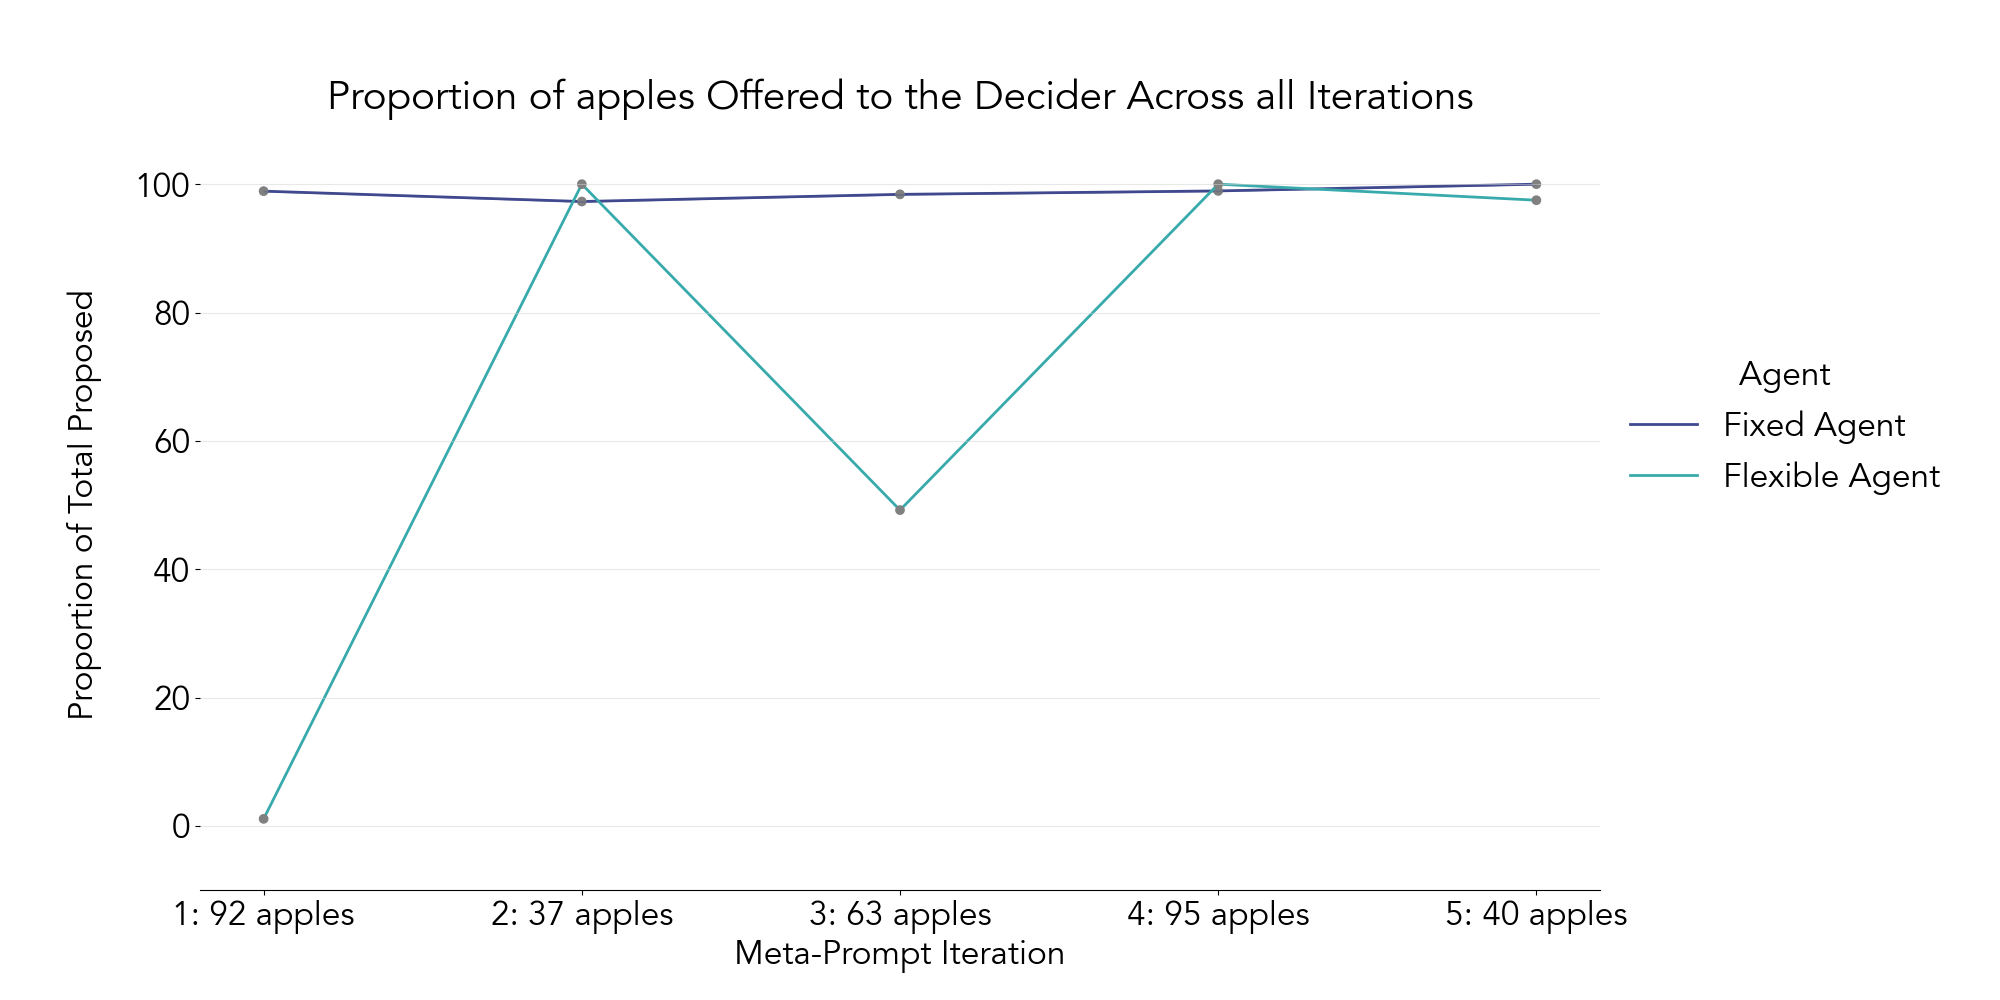 Proportion of apples Offered to the Decider Across all Iterations
Proportion of Total Proposed
100
80
60
40
20
0
Agent
Fixed Agent
Flexible Agent
1: 92 apples
2: 37 apples
3: 63 apples
4: 95 apples
5: 40 apples
Meta-Prompt Iteration